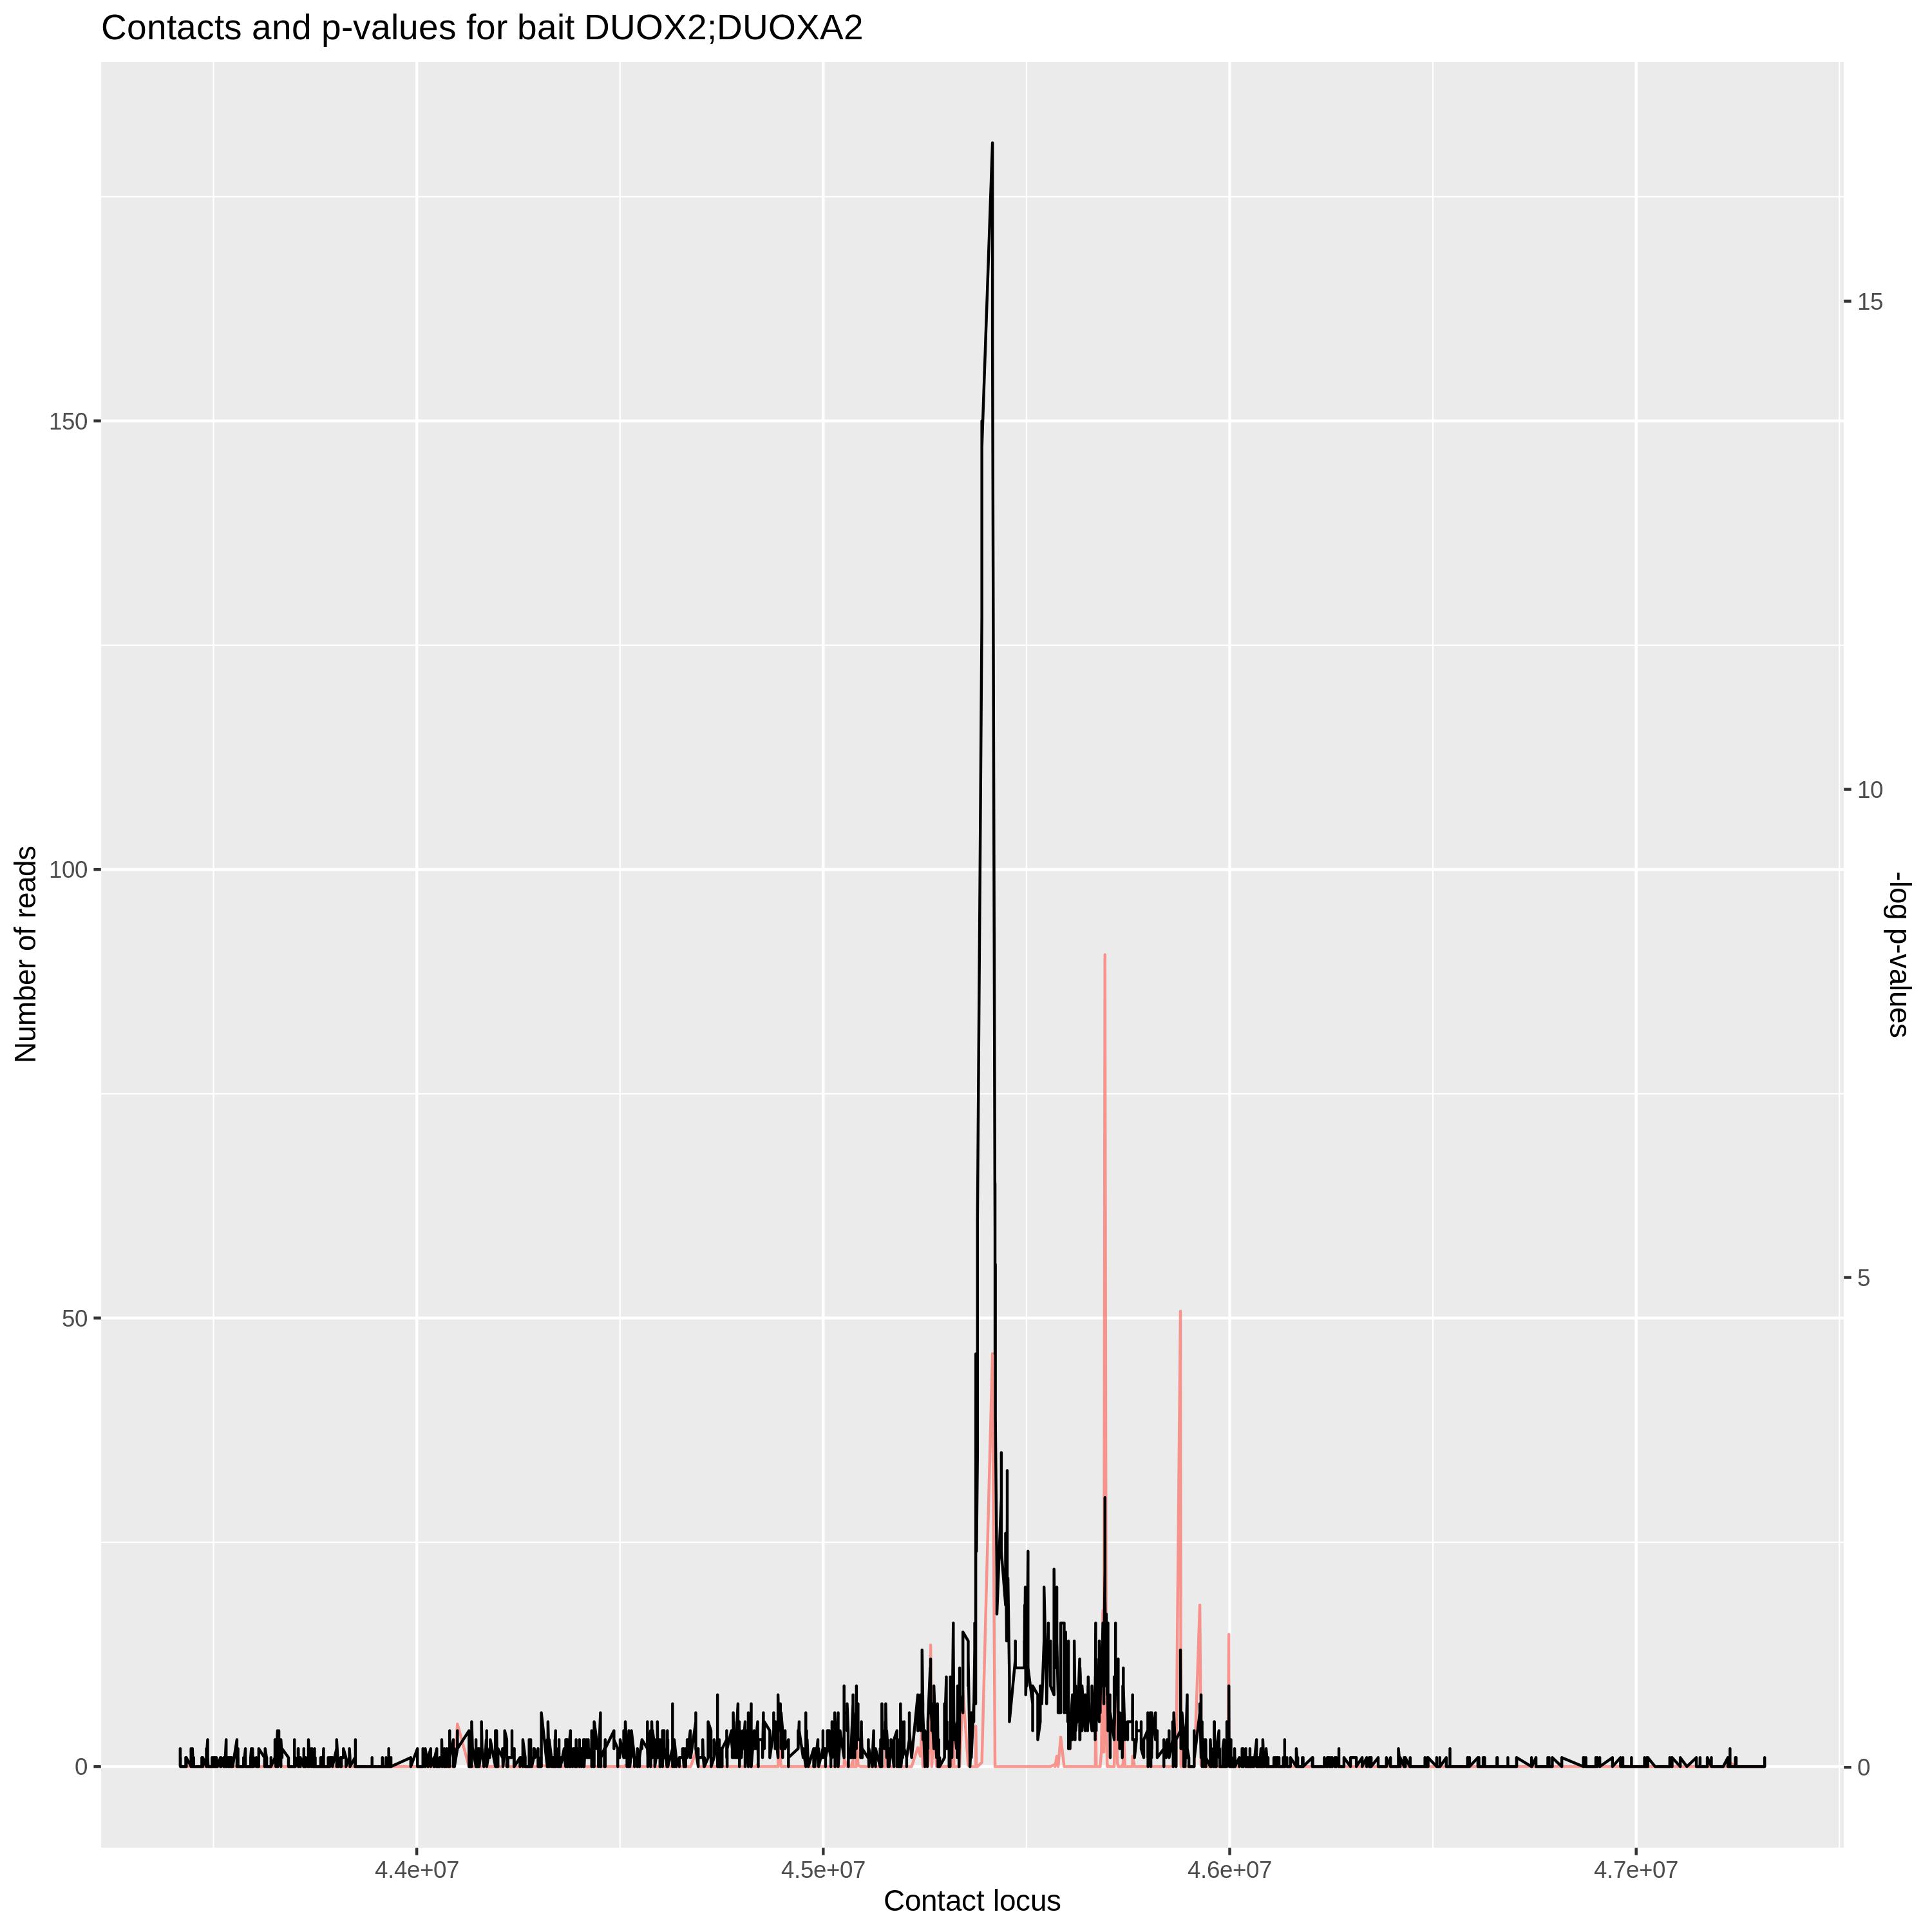 Contacts and p-values for bait DUOX2;DUOXA2
150
100
50
0
Number of reads
15
10
5
0
-log p-values
4.4e+07
4.5e+07
4.6e+07
4.7e+07
Contact locus